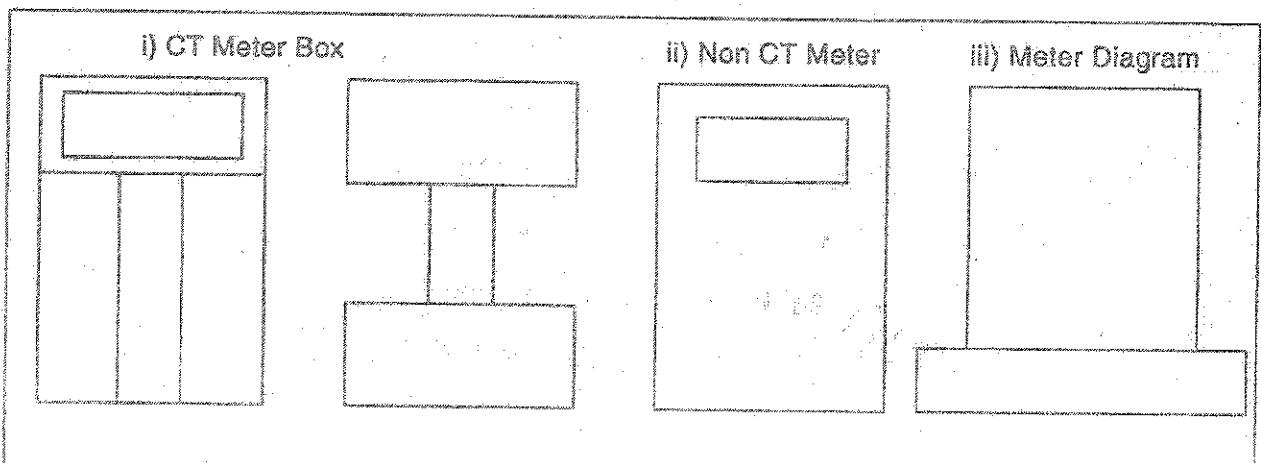 i) CT Meter Box
ii) Non CT Meter
iii) Meter Diagram